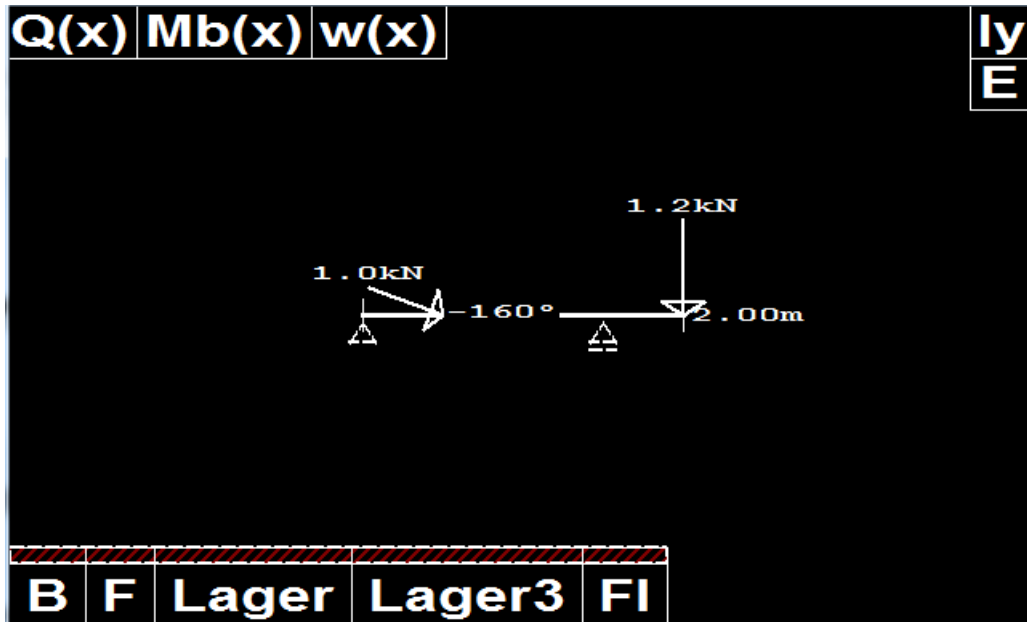 Q(x) Mb(x) w(x) Iy
E
1.2kN
1.0kN
-160°
2.00m
B F Lager Lager3 Fl